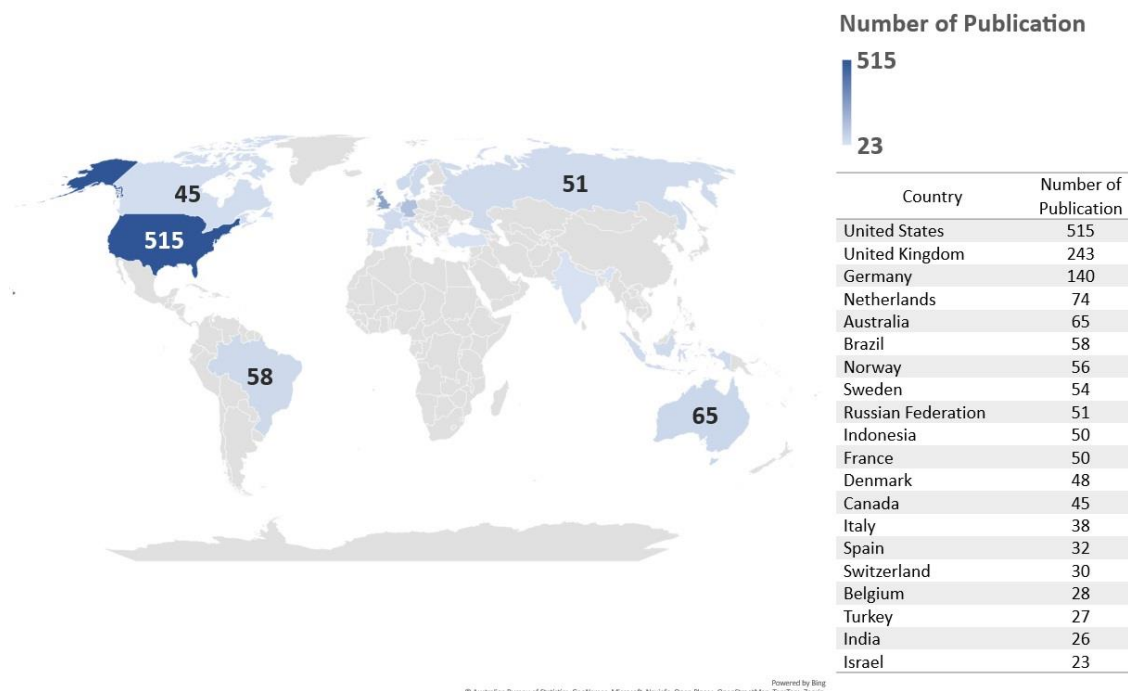 Number of Publication
515
23
45
515
51
58
65
Country Number of Publication
United States 515
United Kingdom 243
Germany 140
Netherlands 74
Australia 65
Brazil 58
Norway 56
Sweden 54
Russian Federation 51
Indonesia 50
France 50
Denmark 48
Canada 45
Italy 38
Spain 32
Switzerland 30
Belgium 28
Turkey 27
India 26
Israel 23
Powered by Bing